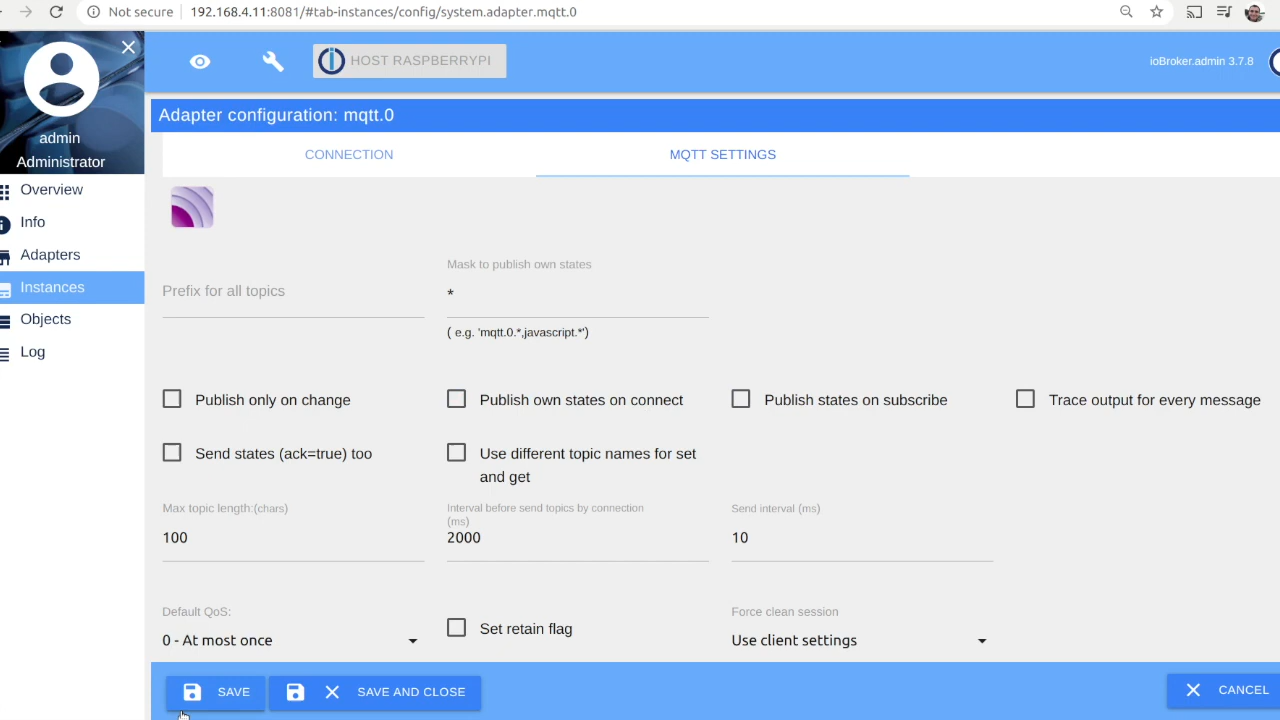 Not secure 192.168.4.11:8081/#tab-instances/config/system.adapter.mqtt.0
admin
Administrator
Overview
Info
Adapters
Instances
Objects
Log
HOST RASPBERRYPI
ioBroker.admin 3.7.8
Adapter configuration: mqtt.0
CONNECTION
MQTT SETTINGS
Prefix for all topics
Mask to publish own states
*
( e.g. 'mqtt.0.*,javascript.*')
Publish only on change
Publish own states on connect
Publish states on subscribe
Trace output for every message
Send states (ack=true) too
Use different topic names for set
and get
Max topic length:(chars)
100
Interval before send topics by connection
(ms)
2000
Send interval (ms)
10
Default QoS:
0 - At most once
Set retain flag
Force clean session
Use client settings
SAVE
SAVE AND CLOSE
CANCEL